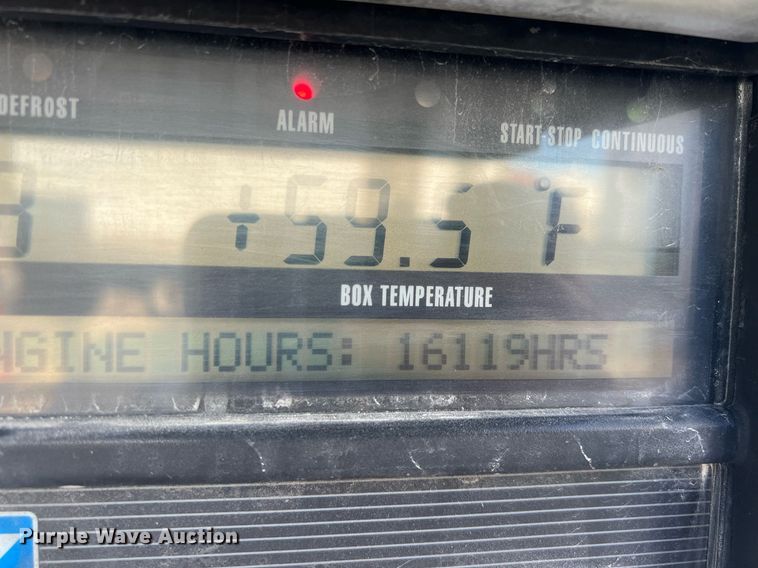 DEFROST
ALARM
START-STOP CONTINUOUS
+59.5 °F
BOX TEMPERATURE
NGINE HOURS: 16119HRS
Purple Wave Auction®